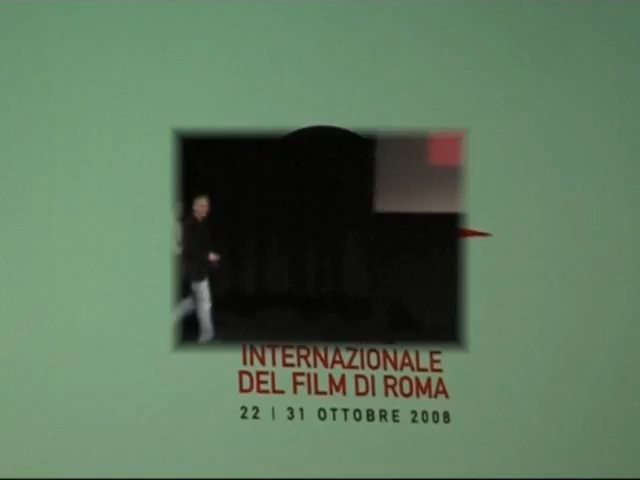 INTERNAZIONALE
DEL FILM DI ROMA
22 | 31 OTTOBRE 2008